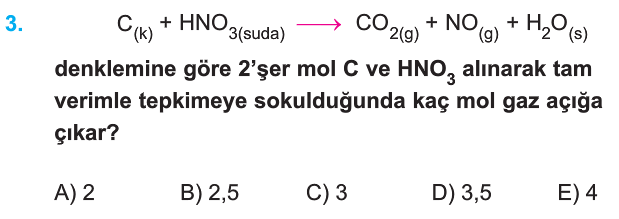 3. C(k) + HNO3(suda) ⟶ CO2(g) + NO(g) + H2O(s)
denklemine göre 2'şer mol C ve HNO3 alınarak tam
verimle tepkimeye sokulduğunda kaç mol gaz açığa
çıkar?
A) 2 B) 2,5 C) 3 D) 3,5 E) 4